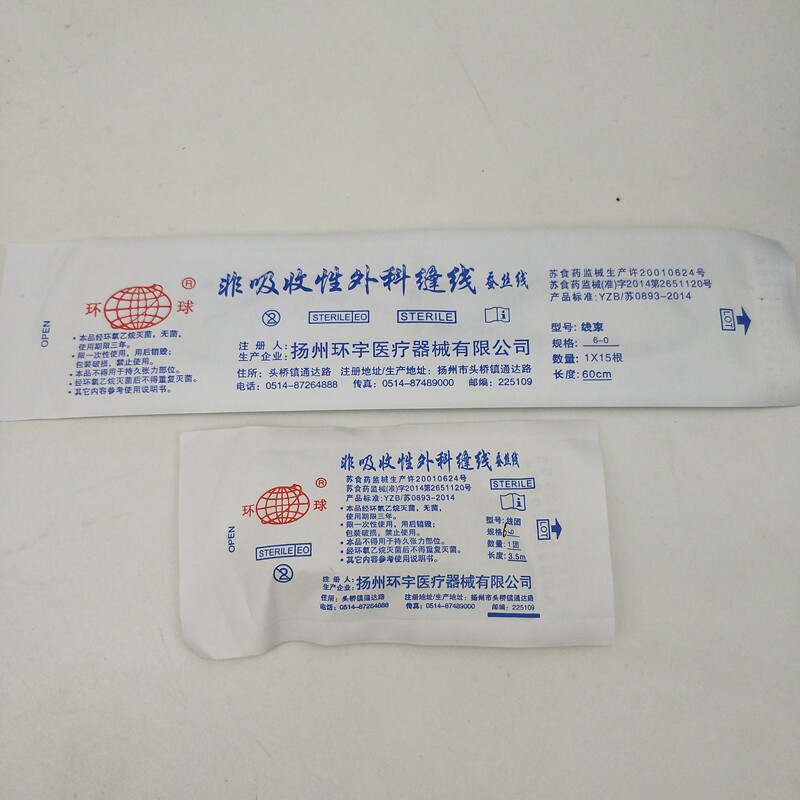 非吸收性外科缝线 蚕丝线
苏食药监械生产许20010624号
苏食药监械(准)字2014第2651120号
产品标准:YZB/苏0893-2014
环 球 ®
OPEN
STERILE EO
STERILE
i
LOT
型号: 线束
规格: 6-0
数量: 1X15根
长度: 60cm
• 本品经环氧乙烷灭菌,无菌,
使用期限三年。
• 限一次性使用,用后销毁;
包装破损,禁止使用。
• 本品不得用于持久张力部位。
• 经环氧乙烷灭菌后不得重复灭菌。
• 其它内容参考使用说明书。
注册人:
生产企业: 扬州环宇医疗器械有限公司
住所: 头桥镇通达路 注册地址/生产地址: 扬州市头桥镇通达路
电话: 0514-87264888 传真: 0514-87489000 邮编: 225109
非吸收性外科缝线 蚕丝线
苏食药监械生产许20010624号
苏食药监械(准)字2014第2651120号
产品标准:YZB/苏0893-2014
环 球 ®
OPEN
STERILE
i
LOT
• 本品经环氧乙烷灭菌,无菌,
使用期限三年。
• 限一次性使用,用后销毁;
包装破损,禁止使用。
• 本品不得用于持久张力部位。
• 经环氧乙烷灭菌后不得重复灭菌。
• 其它内容参考使用说明书。
型号: 线团
规格:
数量: 1团
长度: 3.5m
STERILE EO
2
注册人:
生产企业: 扬州环宇医疗器械有限公司
住所: 头桥镇通达路 注册地址/生产地址: 扬州市头桥镇通达路
电话: 0514-87264888 传真: 0514-87489000 邮编: 225109